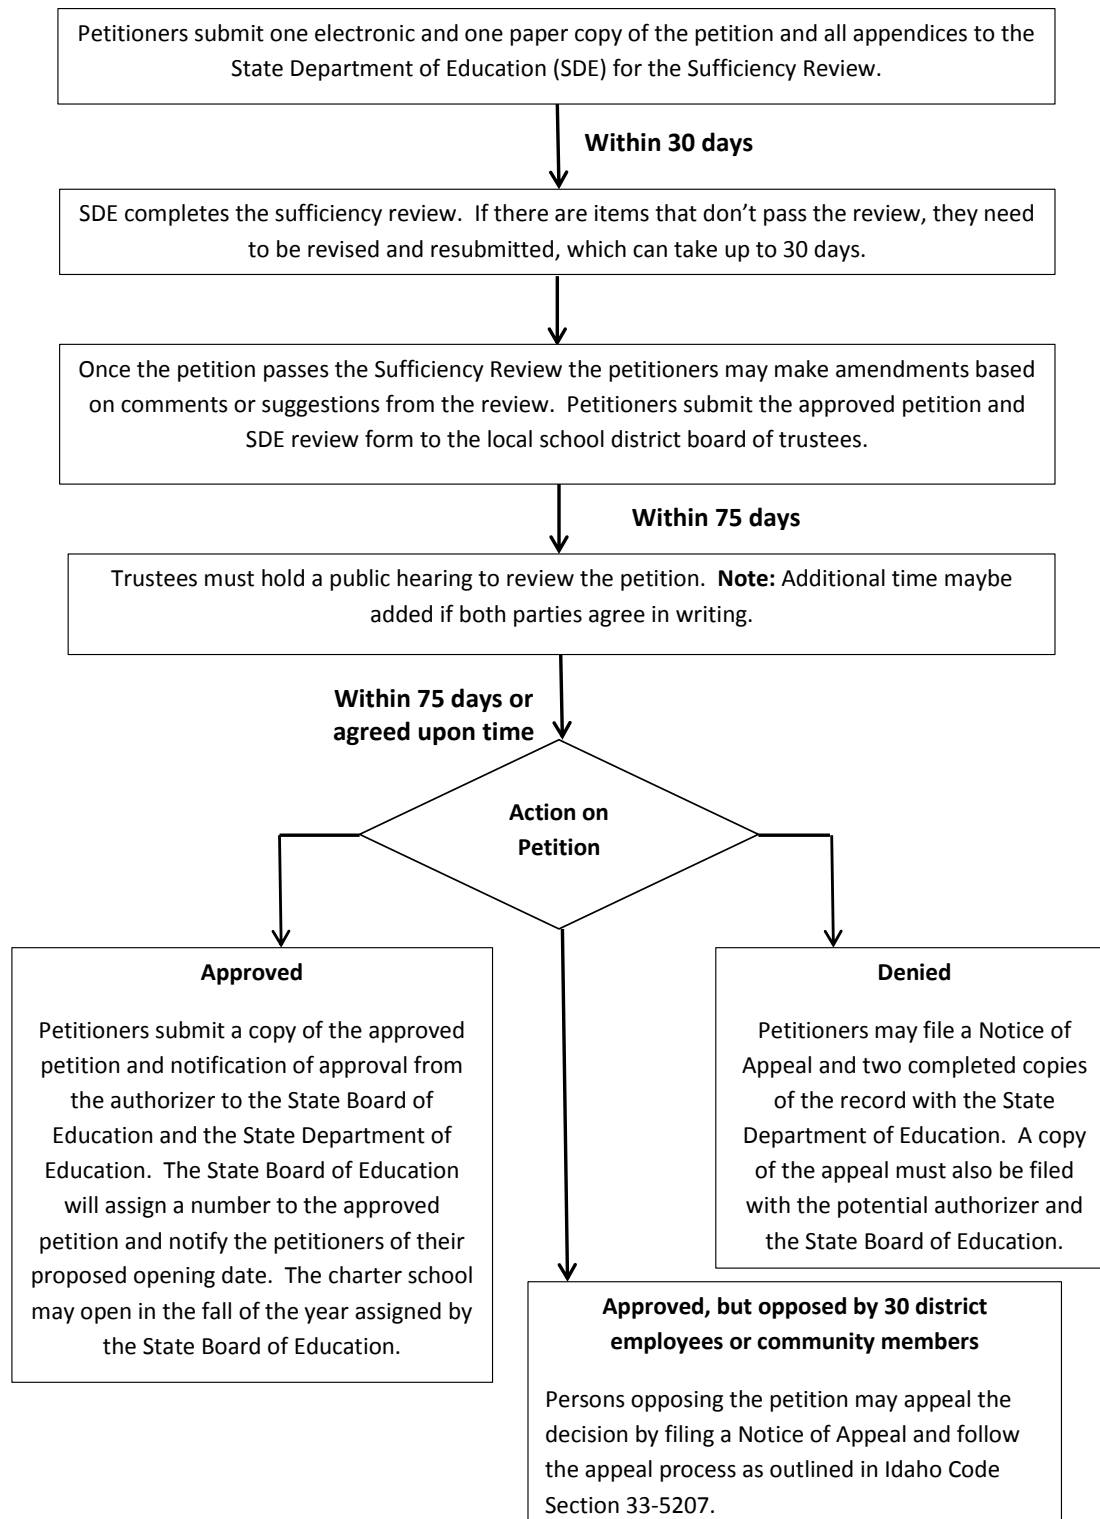 Petitioners submit one electronic and one paper copy of the petition and all appendices to the
State Department of Education (SDE) for the Sufficiency Review.
Within 30 days
SDE completes the sufficiency review.  If there are items that don’t pass the review, they need
to be revised and resubmitted, which can take up to 30 days.
Once the petition passes the Sufficiency Review the petitioners may make amendments based
on comments or suggestions from the review.  Petitioners submit the approved petition and
SDE review form to the local school district board of trustees.
Within 75 days
Trustees must hold a public hearing to review the petition.  Note: Additional time maybe
added if both parties agree in writing.
Within 75 days or
agreed upon time
Action on
Petition
Approved
Petitioners submit a copy of the approved
petition and notification of approval from
the authorizer to the State Board of
Education and the State Department of
Education.  The State Board of Education
will assign a number to the approved
petition and notify the petitioners of their
proposed opening date.  The charter school
may open in the fall of the year assigned by
the State Board of Education.
Denied
Petitioners may file a Notice of
Appeal and two completed copies
of the record with the State
Department of Education.  A copy
of the appeal must also be filed
with the potential authorizer and
the State Board of Education.
Approved, but opposed by 30 district
employees or community members
Persons opposing the petition may appeal the
decision by filing a Notice of Appeal and follow
the appeal process as outlined in Idaho Code
Section 33-5207.